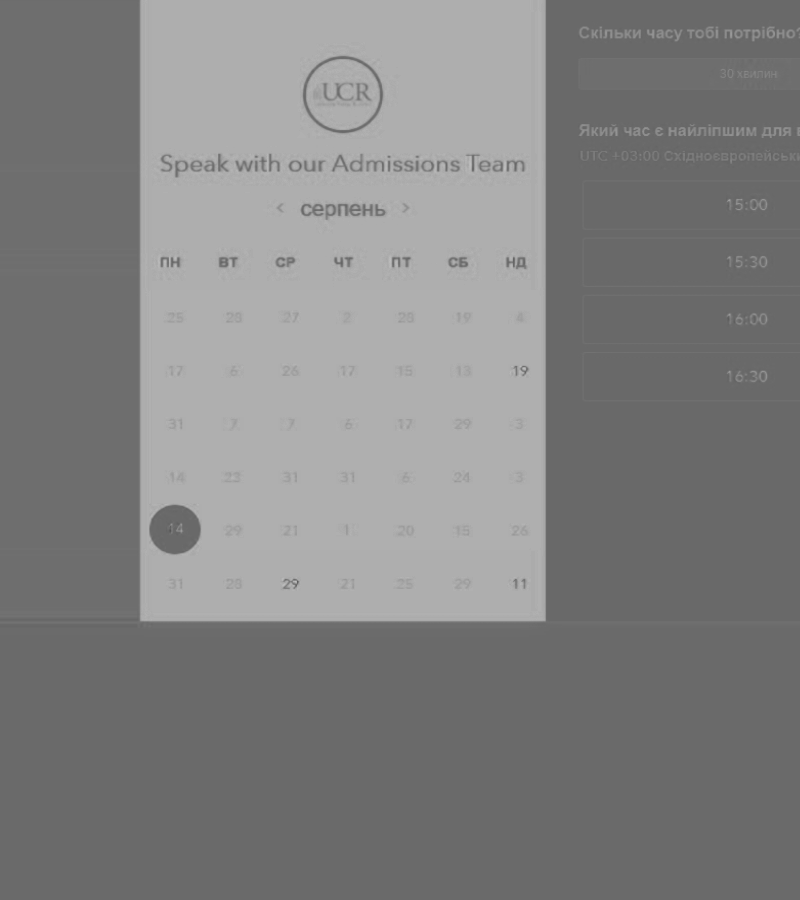 UCR
Speak with our Admissions Team
< серпень >
ПН ВТ СР ЧТ ПТ СБ НД
25 28 27 2 28 19 4
17 6 26 17 15 13 19
31 7 7 6 17 29 3
14 23 31 31 6 24 3
14 29 21 1 20 15 26
31 28 29 21 25 29 11
Скільки часу тобі потрібно?
30 хвилин
Який час є найліпшим для
UTC +03:00 Східноєвропейськ
15:00
15:30
16:00
16:30